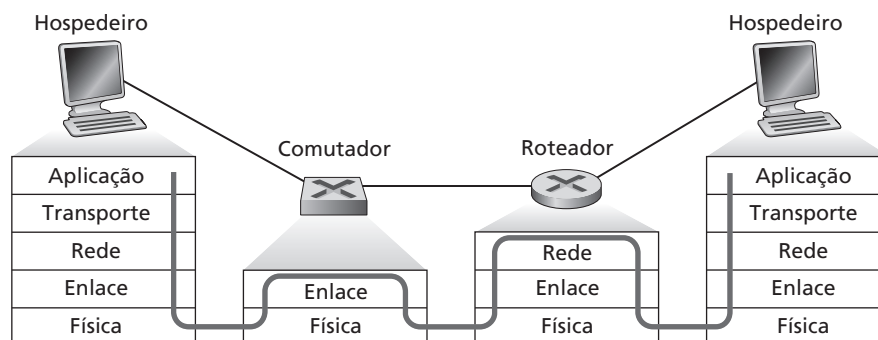 Hospedeiro
Hospedeiro
Comutador
Roteador
Aplicação
Transporte
Rede
Enlace
Física
Enlace
Física
Rede
Enlace
Física
Aplicação
Transporte
Rede
Enlace
Física